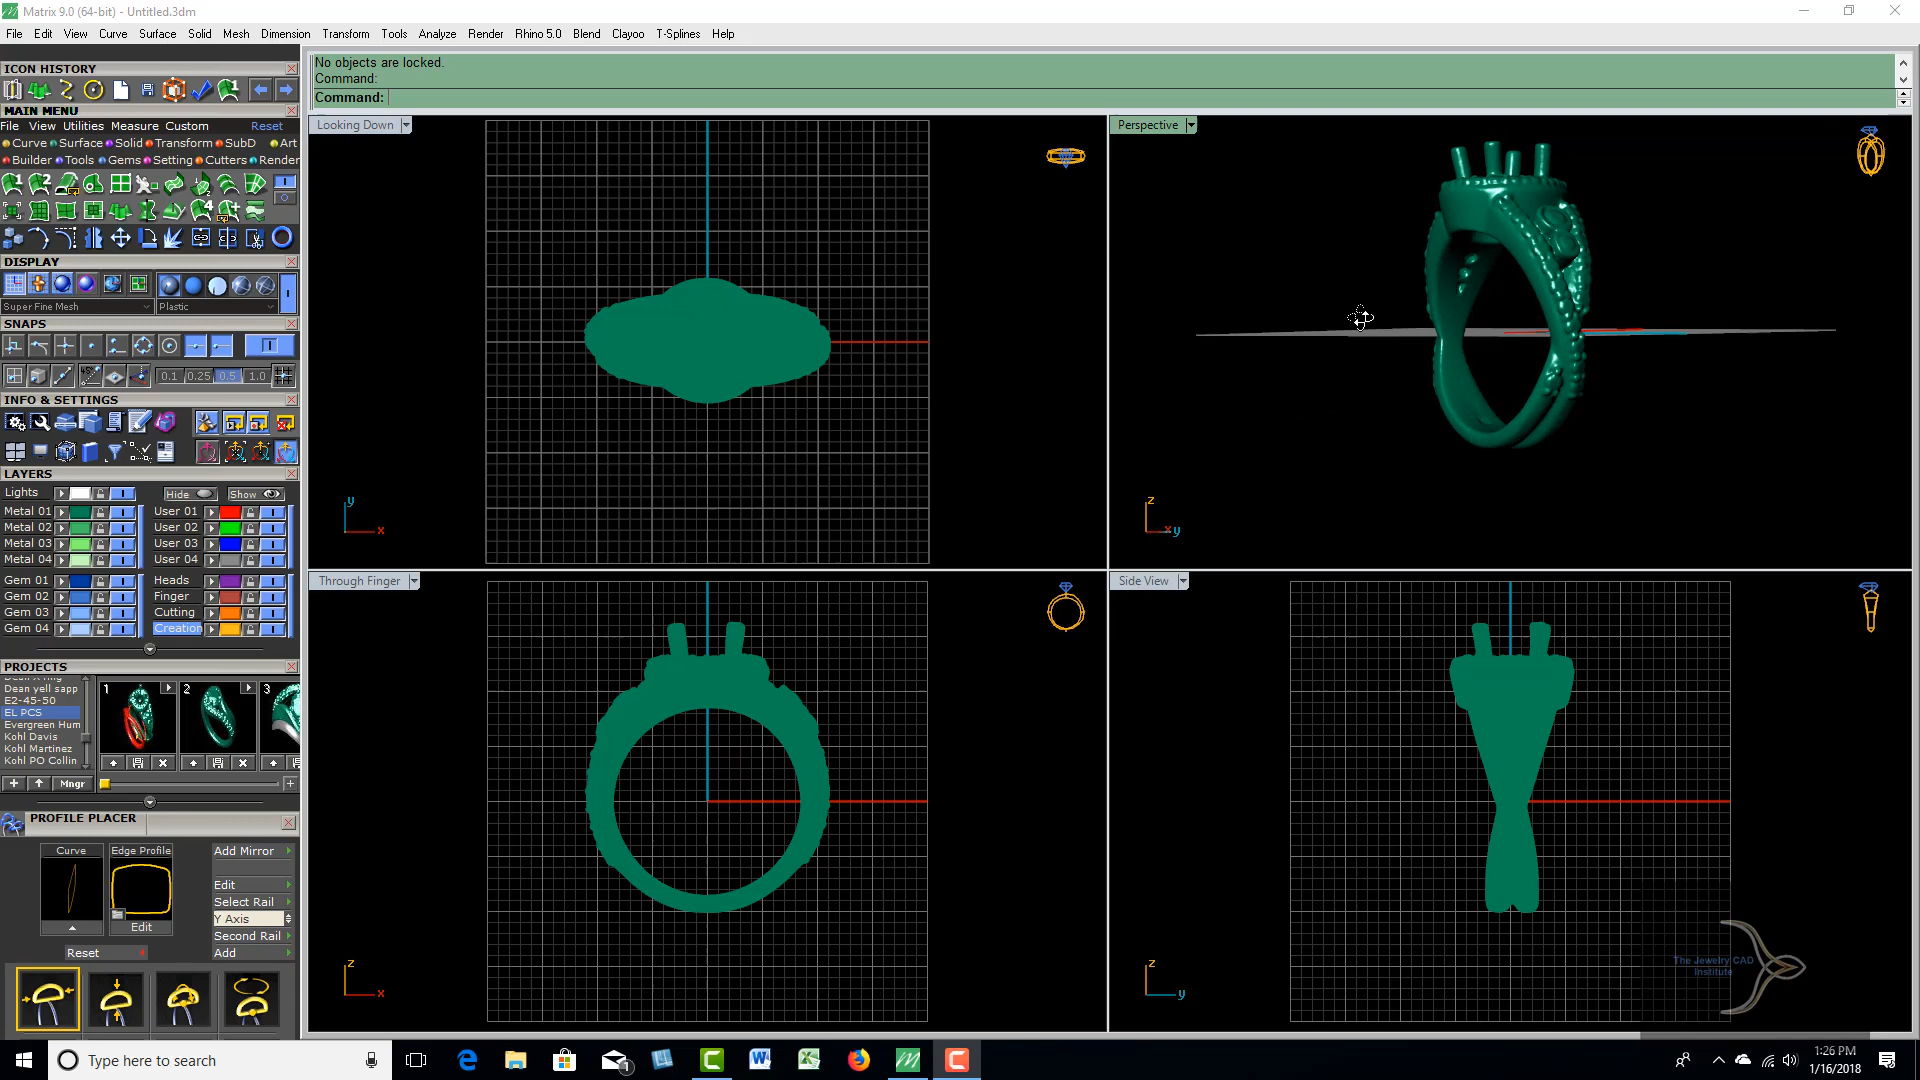 Matrix 9.0 (64-bit) - Untitled.3dm
File Edit View Curve Surface Solid Mesh Dimension Transform Tools Analyze Render Rhino 5.0 Blend Clayoo T-Splines Help
ICON HISTORY
No objects are locked.
Command:
Command:
MAIN MENU
File View Utilities Measure Custom Reset
Curve Surface Solid Transform SubD Art
Builder Tools Gems Setting Cutters Render
DISPLAY
Super Fine Mesh Plastic
SNAPS
0.1 0.25 0.5 1.0
INFO & SETTINGS
LAYERS
Lights Hide Show
Metal 01 User 01
Metal 02 User 02
Metal 03 User 03
Metal 04 User 04
Gem 01 Heads
Gem 02 Finger
Gem 03 Cutting
Gem 04 Creation
PROJECTS
Dean yell sapp
E2-45-50
EL PCS
Evergreen Hum
Kohl Davis
Kohl Martinez
Kohl PO Collin
1 2 3
Mngr
PROFILE PLACER
Curve Edge Profile Add Mirror
Edit
Select Rail
Y Axis
Edit
Second Rail
Reset Add
Looking Down
y
x
Perspective
z
x y
Through Finger
z
x
Side View
z
y
The Jewelry CAD
Institute
Type here to search
1
1:26 PM
1/16/2018